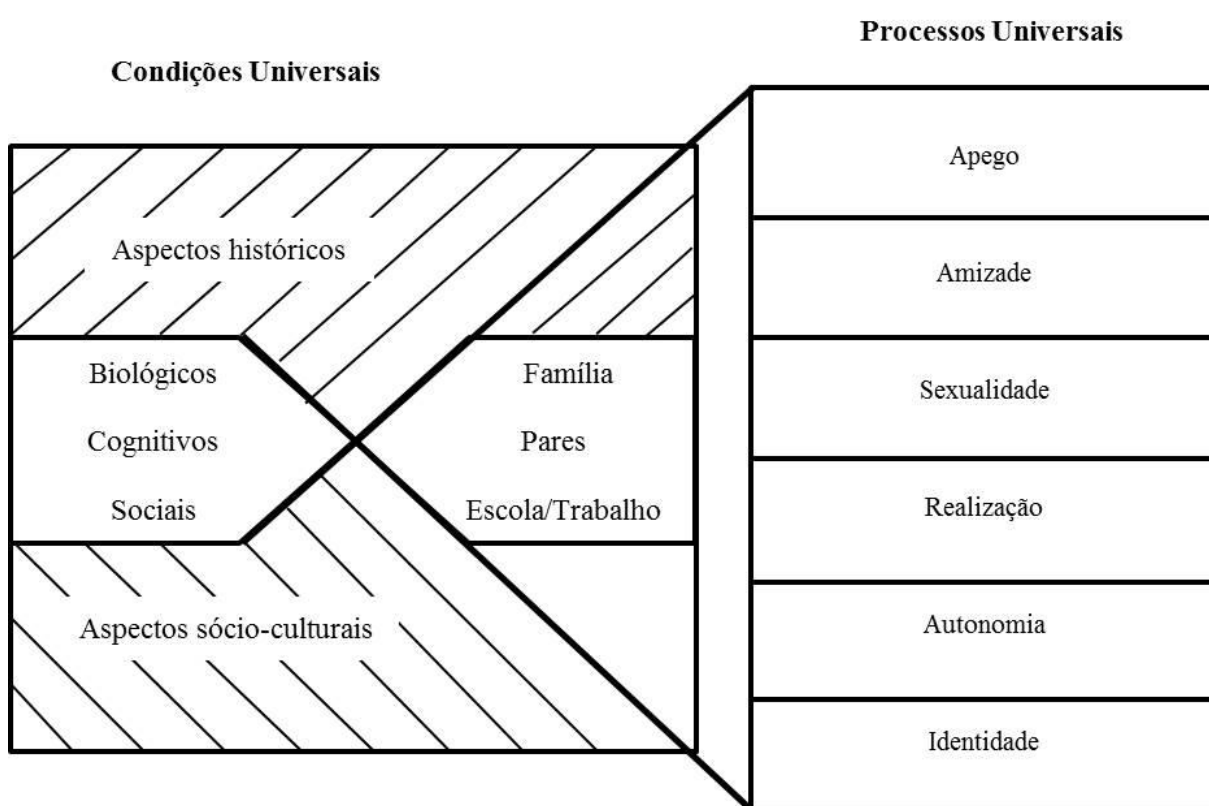 Processos Universais
Condições Universais
Aspectos históricos
Biológicos
Cognitivos
Sociais
Família
Pares
Escola/Trabalho
Aspectos sócio-culturais
Apego
Amizade
Sexualidade
Realização
Autonomia
Identidade